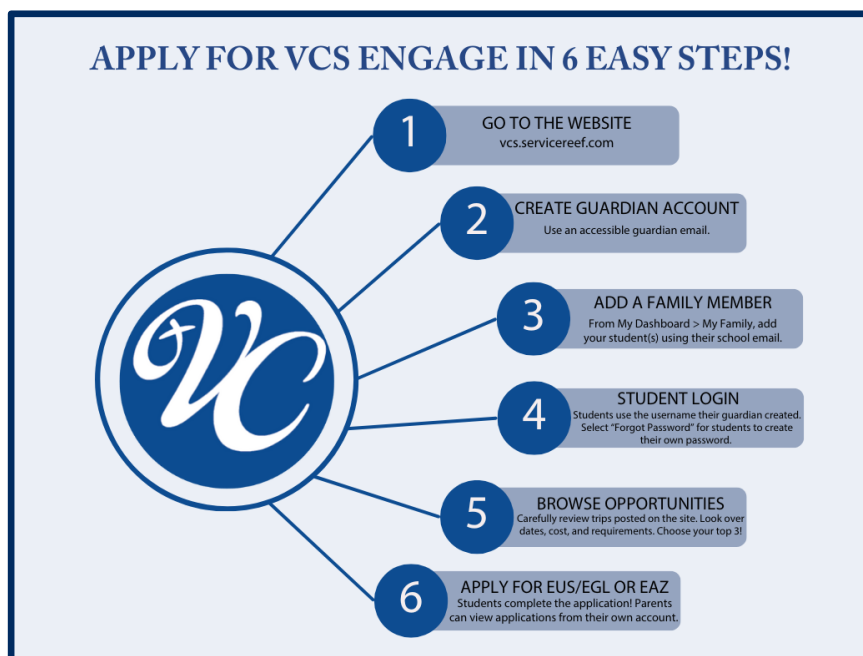 APPLY FOR VCS ENGAGE IN 6 EASY STEPS!
1
GO TO THE WEBSITE
vcs.servicereef.com
2
CREATE GUARDIAN ACCOUNT
Use an accessible guardian email.
3
ADD A FAMILY MEMBER
From My Dashboard > My Family, add
your student(s) using their school email.
4
STUDENT LOGIN
Students use the username their guardian created.
Select “Forgot Password” for students to create
their own password.
5
BROWSE OPPORTUNITIES
Carefully review trips posted on the site. Look over
dates, cost, and requirements. Choose your top 3!
6
APPLY FOR EUS/EGL OR EAZ
Students complete the application! Parents
can view applications from their own account.
VC